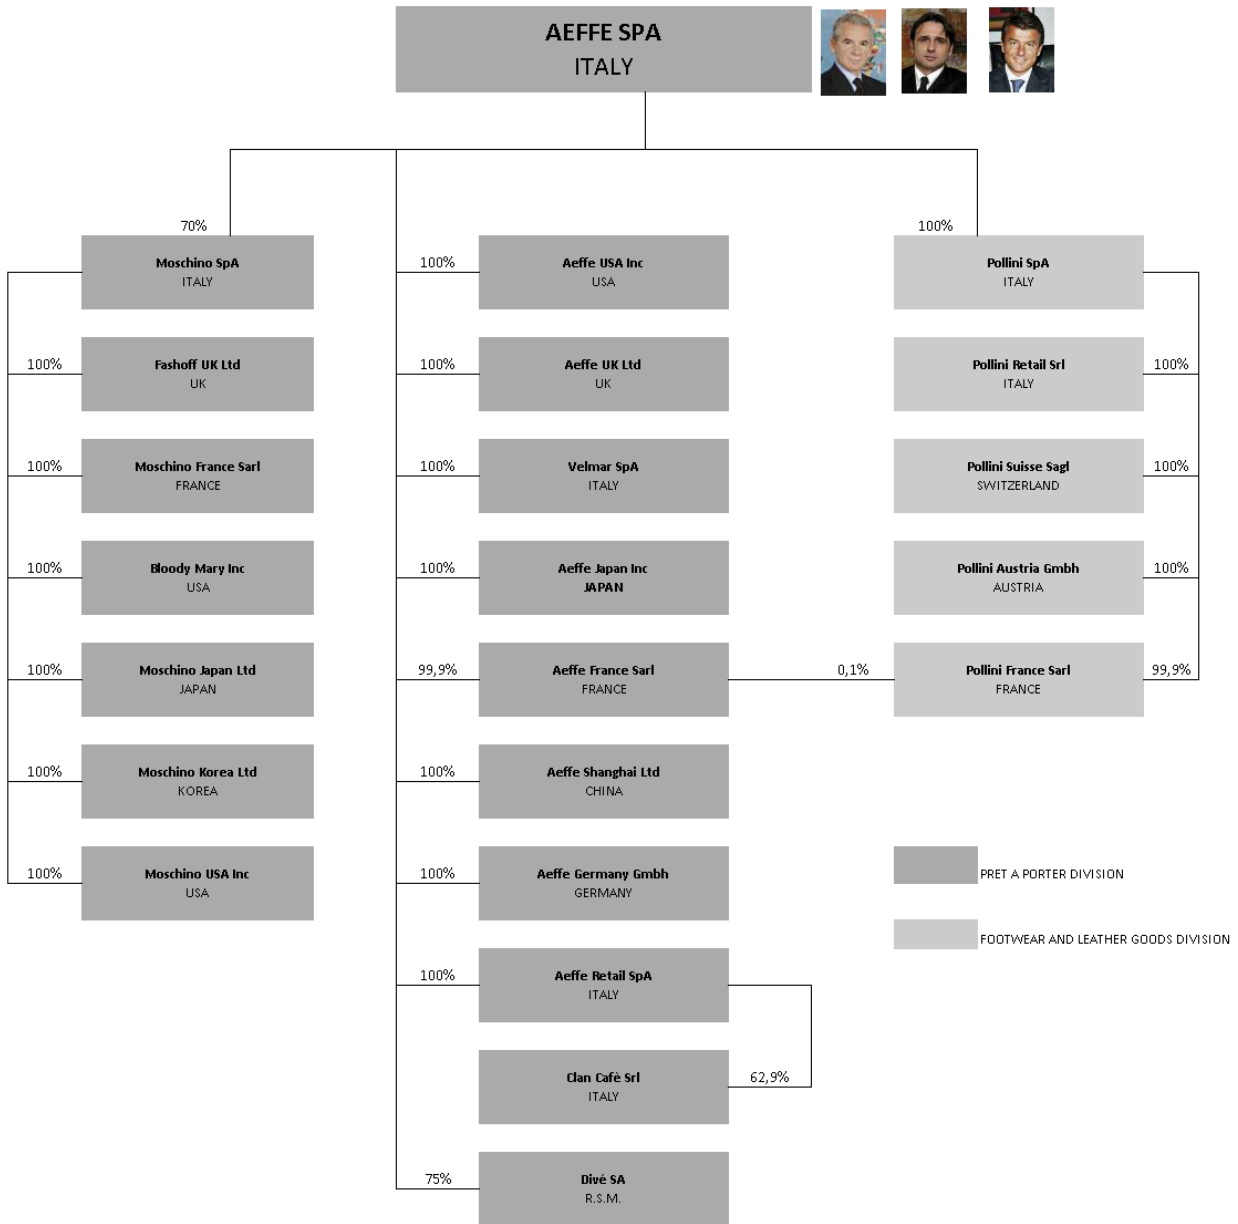 AEFFE SPA
ITALY
70%
Moschino SpA
ITALY
100%
Fashoff UK Ltd
UK
100%
Moschino France Sarl
FRANCE
100%
Bloody Mary Inc
USA
100%
Moschino Japan Ltd
JAPAN
100%
Moschino Korea Ltd
KOREA
100%
Moschino USA Inc
USA
100%
Aeffe USA Inc
USA
100%
Aeffe UK Ltd
UK
100%
Velmar SpA
ITALY
100%
Aeffe Japan Inc
JAPAN
99,9%
Aeffe France Sarl
FRANCE
0,1%
100%
Aeffe Shanghai Ltd
CHINA
100%
Aeffe Germany Gmbh
GERMANY
100%
Aeffe Retail SpA
ITALY
Clan Cafè Srl
ITALY
62,9%
75%
Divé SA
R.S.M.
100%
Pollini SpA
ITALY
Pollini Retail Srl
ITALY
100%
Pollini Suisse Sagl
SWITZERLAND
100%
Pollini Austria Gmbh
AUSTRIA
100%
Pollini France Sarl
FRANCE
99,9%
PRET A PORTER DIVISION
FOOTWEAR AND LEATHER GOODS DIVISION